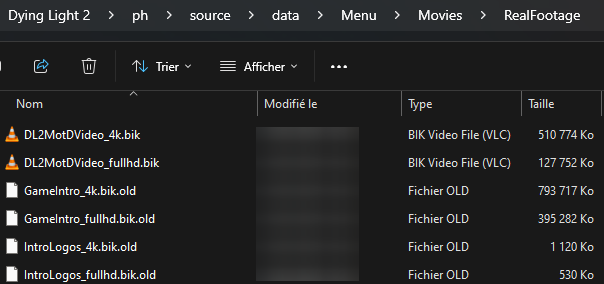 Dying Light 2 > ph > source > data > Menu > Movies > RealFootage
Trier Afficher ...
Nom Modifié le Type Taille
DL2MotDVideo_4k.bik BIK Video File (VLC) 510 774 Ko
DL2MotDVideo_fullhd.bik BIK Video File (VLC) 127 752 Ko
GameIntro_4k.bik.old Fichier OLD 793 717 Ko
GameIntro_fullhd.bik.old Fichier OLD 395 282 Ko
IntroLogos_4k.bik.old Fichier OLD 1 120 Ko
IntroLogos_fullhd.bik.old Fichier OLD 530 Ko